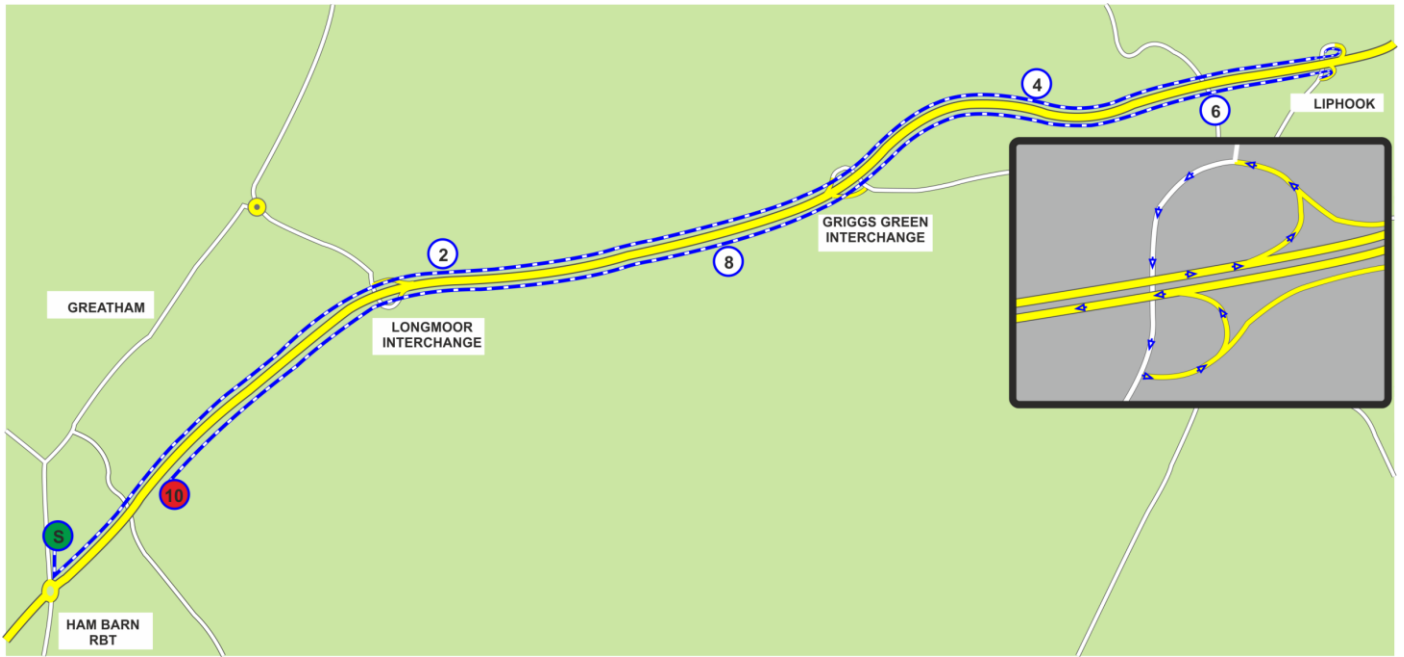 4
6
LIPHOOK
GRIGGS GREEN
INTERCHANGE
2
8
GREATHAM
LONGMOOR
INTERCHANGE
10
S
HAM BARN
RBT